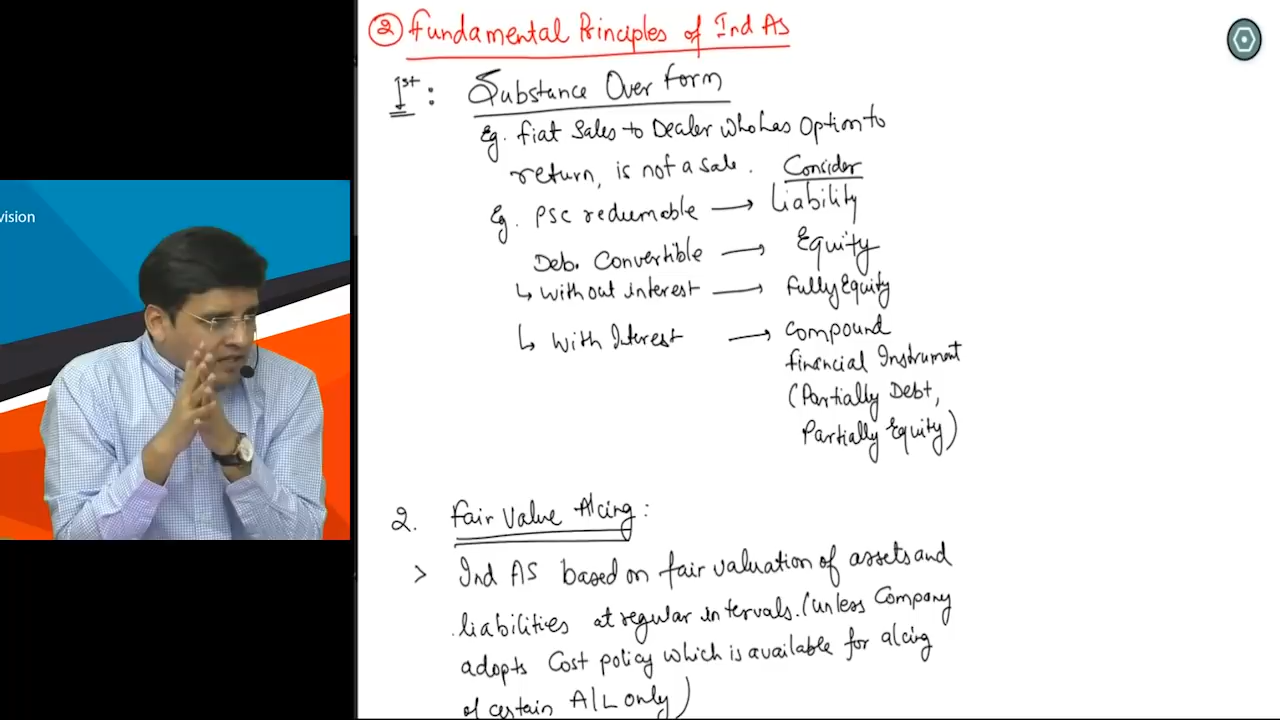 vision
② Fundamental Principles of Ind AS
1st : Substance Over Form
Eg. Fiat Sales to Dealer who has Option to
return, is not a sale. Consider
Eg. PSC redeemable → Liability
Deb. Convertible → Equity
↳ Without interest → Fully Equity
↳ With Interest → Compound
Financial Instrument
(Partially Debt,
Partially Equity)
2. Fair Value A/cing :
> Ind AS based on fair valuation of assets and
liabilities at regular intervals. (unless Company
adopts Cost policy which is available for a/cing
of certain A/L only)